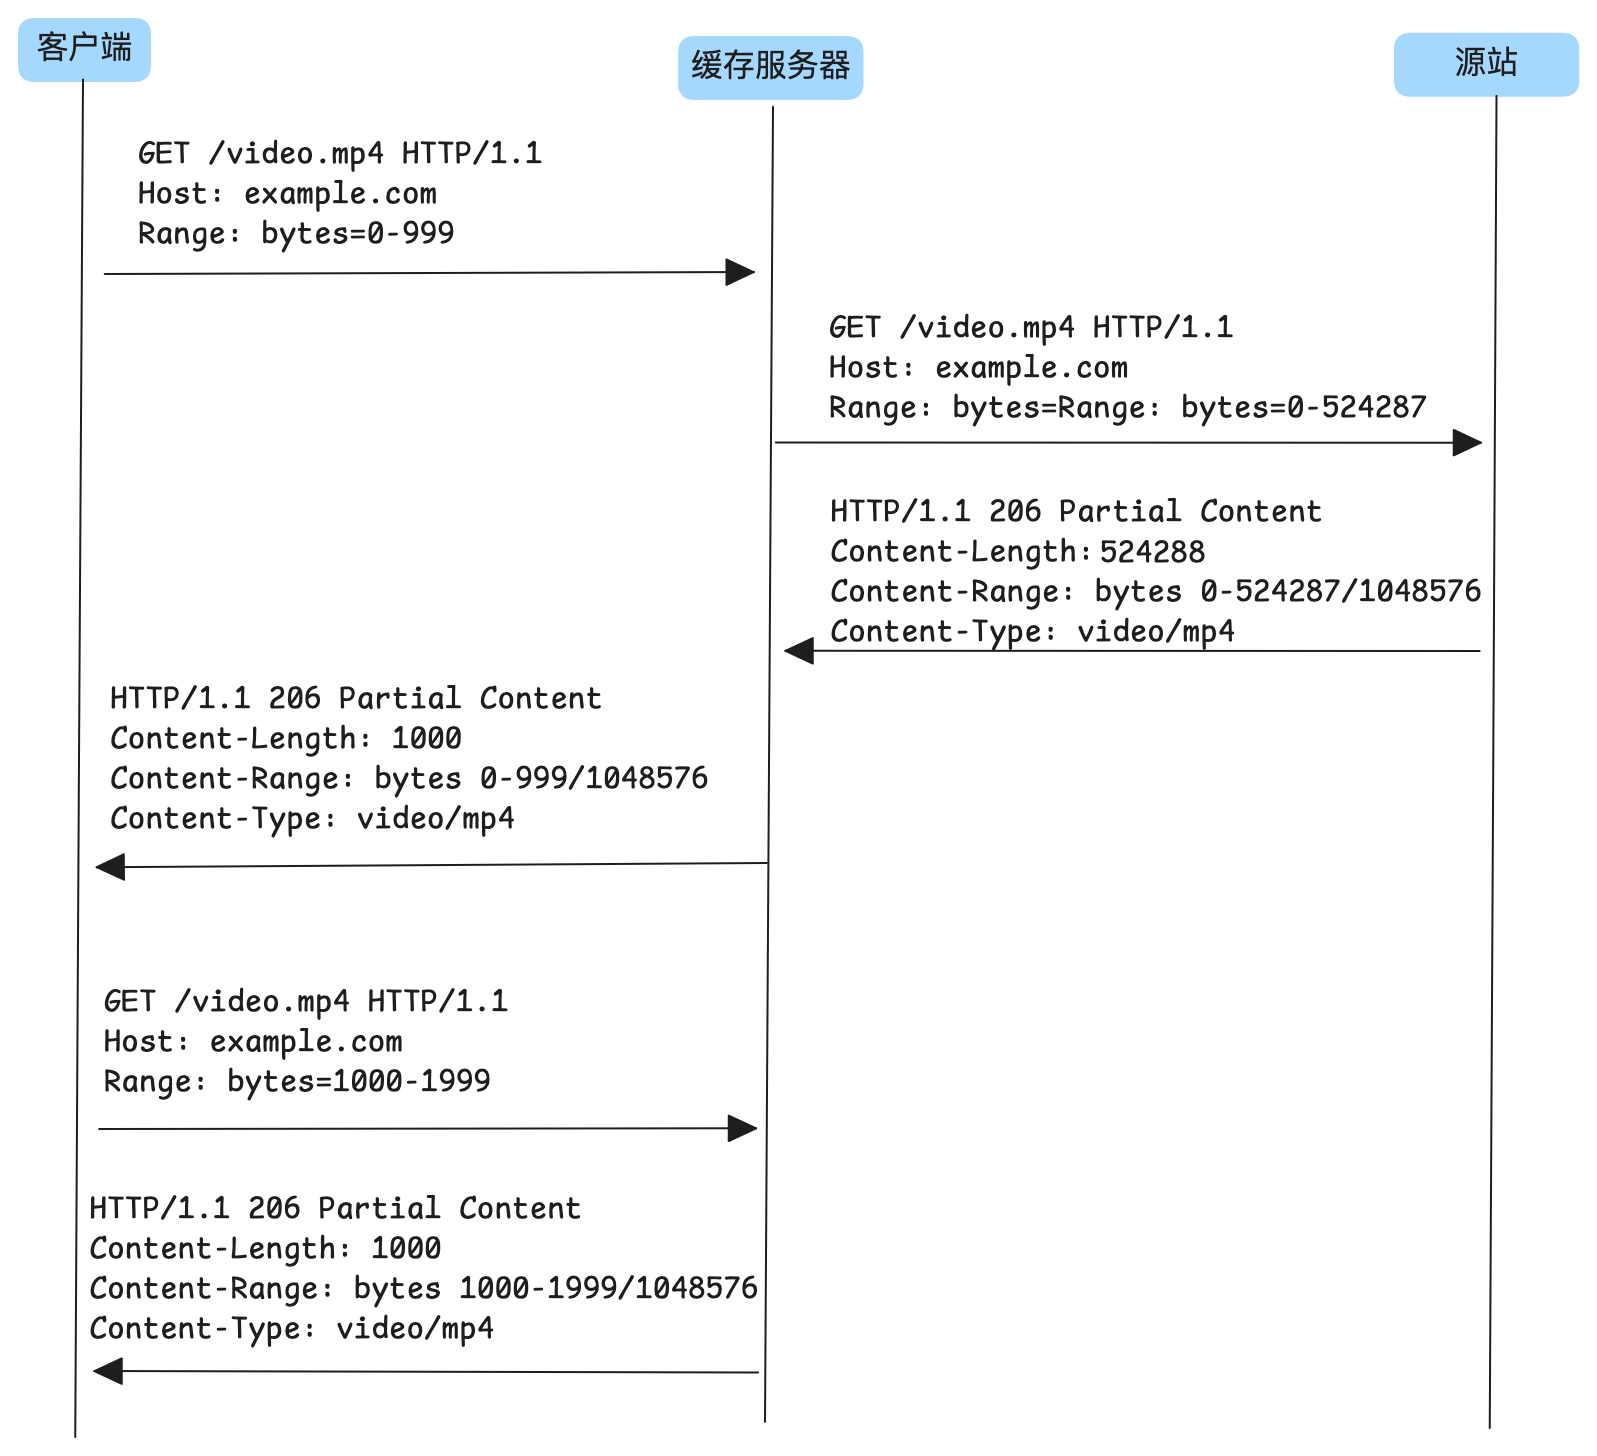 客户端
缓存服务器
源站
GET /video.mp4 HTTP/1.1
Host: example.com
Range: bytes=0-999
GET /video.mp4 HTTP/1.1
Host: example.com
Range: bytes=Range: bytes=0-524287
HTTP/1.1 206 Partial Content
Content-Length: 524288
Content-Range: bytes 0-524287/1048576
Content-Type: video/mp4
HTTP/1.1 206 Partial Content
Content-Length: 1000
Content-Range: bytes 0-999/1048576
Content-Type: video/mp4
GET /video.mp4 HTTP/1.1
Host: example.com
Range: bytes=1000-1999
HTTP/1.1 206 Partial Content
Content-Length: 1000
Content-Range: bytes 1000-1999/1048576
Content-Type: video/mp4